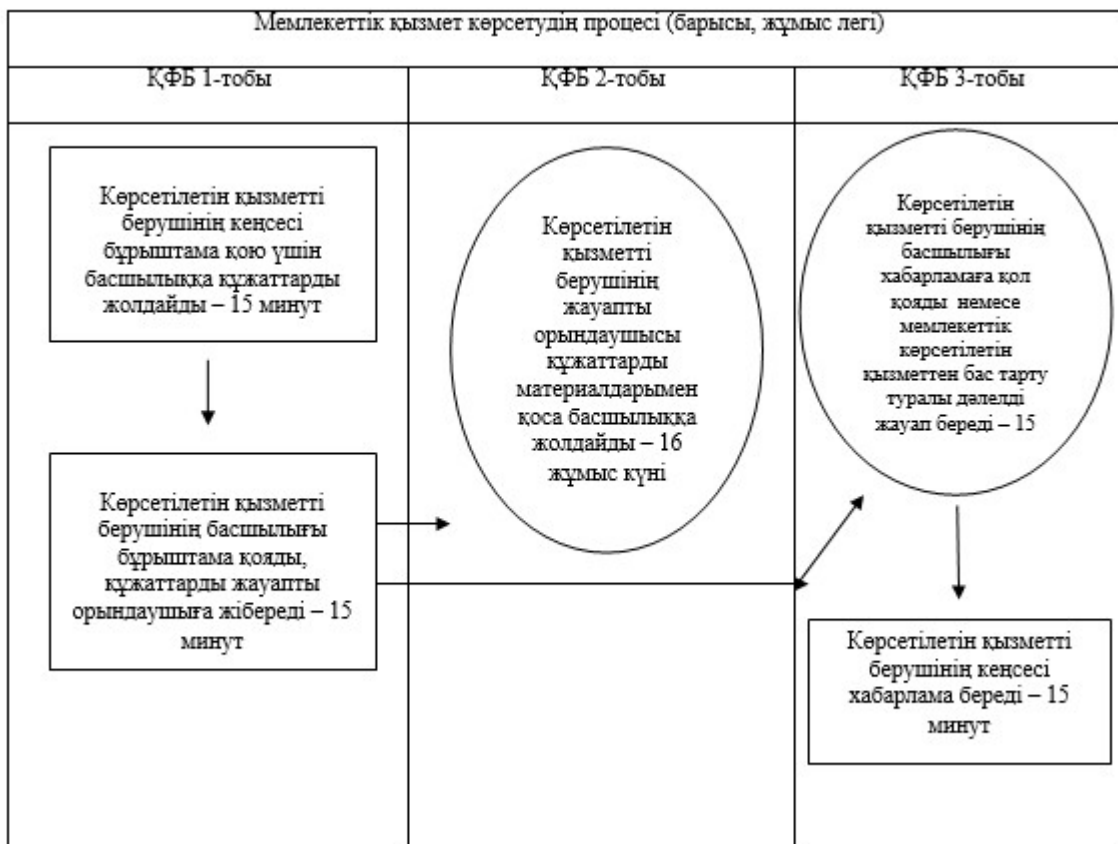 Мемлекеттік қызмет көрсетудің процесі (барысы, жұмыс легі)
ҚФБ 1-тобы
ҚФБ 2-тобы
ҚФБ 3-тобы
Көрсетілетін қызметті
берушінің кеңсесі
бұрыштама қою үшін
басшылыққа құжаттарды
жолдайды – 15 минут
Көрсетілетін қызметті
берушінің басшылығы
бұрыштама қояды,
құжаттарды жауапты
орындаушыға жібереді – 15
минут
Көрсетілетін
қызметті
берушінің
жауапты
орындаушысы
құжаттарды
материалдарымен
қоса басшылыққа
жолдайды – 16
жұмыс күні
Көрсетілетін
қызметті берушінің
басшылығы
хабарламаға қол
қояды немесе
мемлекеттік
көрсетілетін
қызметтен бас тарту
туралы дәлелді
жауап береді – 15
Көрсетілетін қызметті
берушінің кеңсесі
хабарлама береді – 15
минут